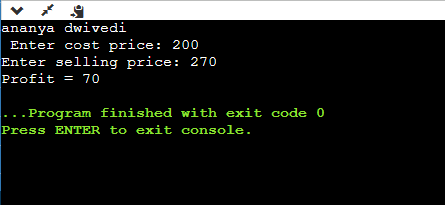 ananya dwivedi
Enter cost price: 200
Enter selling price: 270
Profit = 70
...Program finished with exit code 0
Press ENTER to exit console.